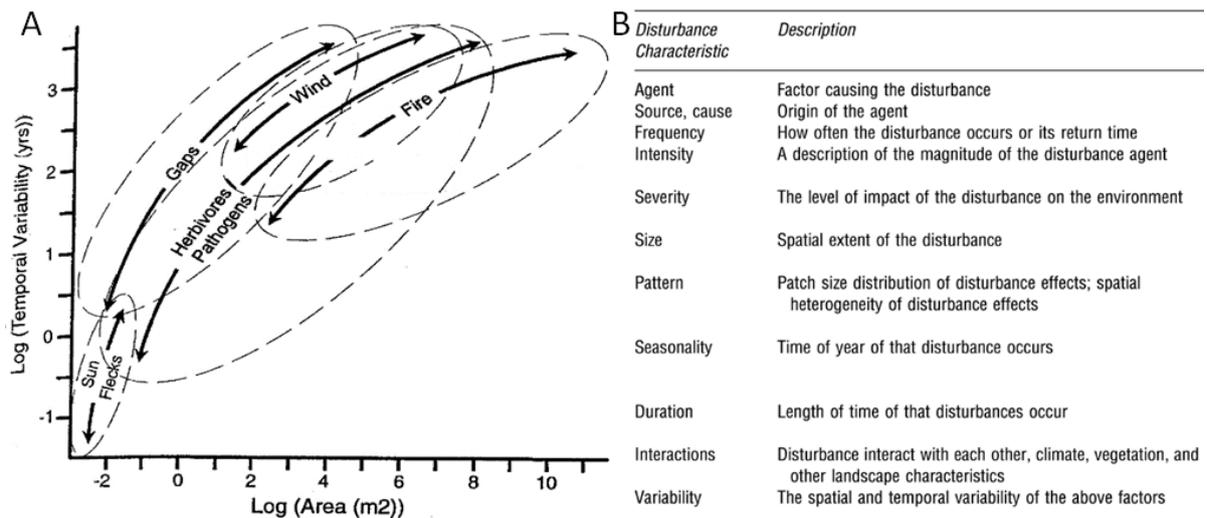 A
Log (Temporal Variability (yrs))
3
2
1
0
-1
-2
0
2
4
6
8
10
Log (Area (m2))
Gaps
Wind
Fire
Herbivores
Pathogens
Sun
Flecks
B
Disturbance Characteristic
Description
Agent Factor causing the disturbance
Source, cause Origin of the agent
Frequency How often the disturbance occurs or its return time
Intensity A description of the magnitude of the disturbance agent
Severity The level of impact of the disturbance on the environment
Size Spatial extent of the disturbance
Pattern Patch size distribution of disturbance effects; spatial
heterogeneity of disturbance effects
Seasonality Time of year of that disturbance occurs
Duration Length of time of that disturbances occur
Interactions Disturbance interact with each other, climate, vegetation, and
other landscape characteristics
Variability The spatial and temporal variability of the above factors